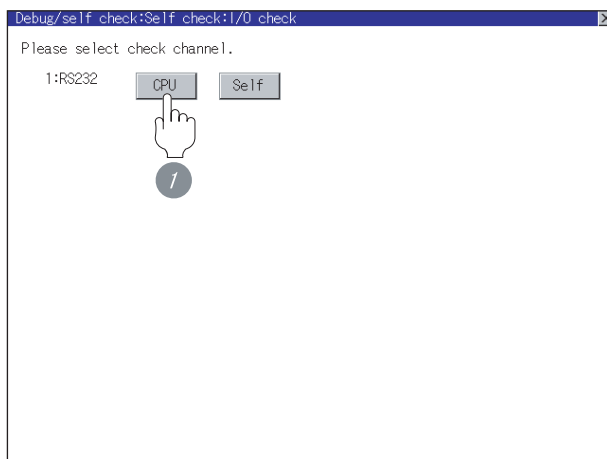 Debug/self check:Self check:I/O check
Please select check channel.
1:RS232 CPU Self
1